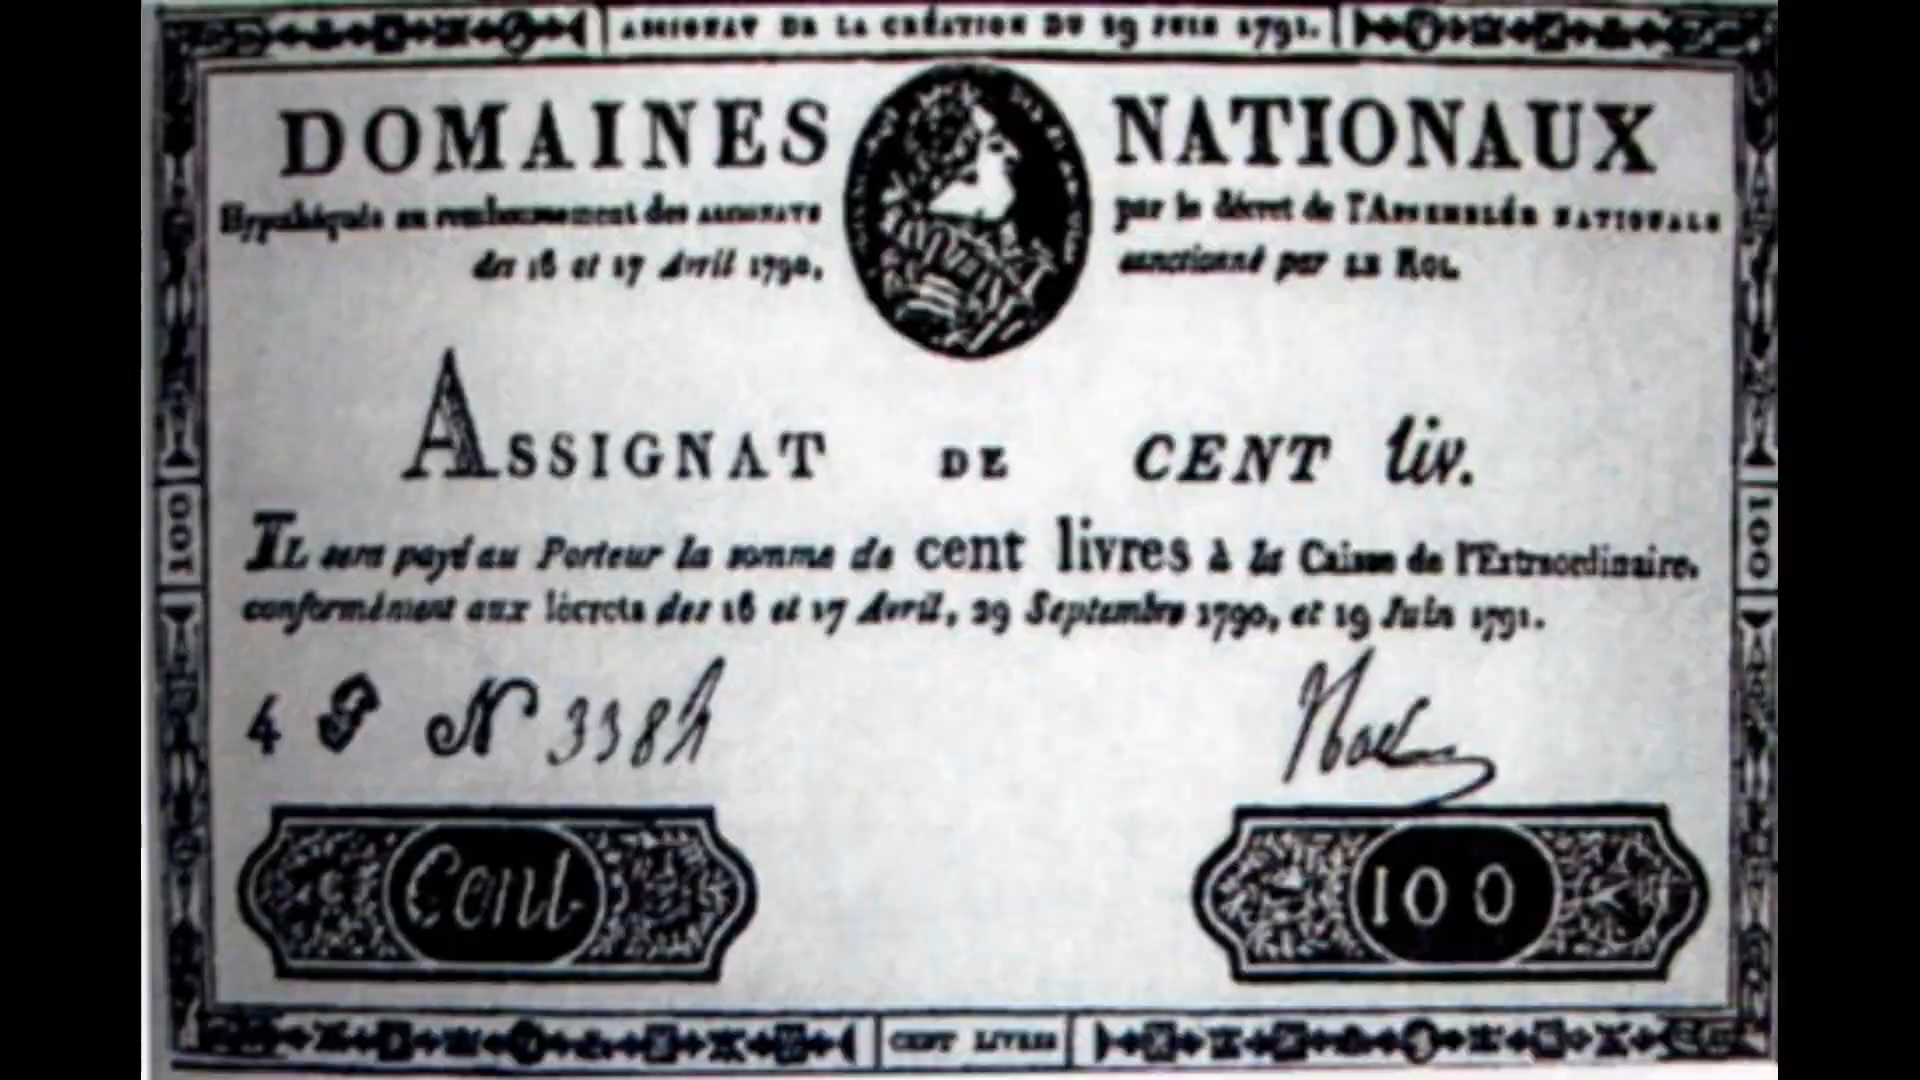 ASSIGNAT DE LA CRÉATION DU 19 JUIN 1791.
DOMAINES NATIONAUX
Hypothéqués au remboursement des ASSIGNATS par le décret de l'ASSEMBLÉE NATIONALE
des 16 et 17 Avril 1790, sanctionné par LE ROI.
ASSIGNAT DE CENT liv.
IL sera payé au Porteur la somme de cent livres à la Caisse de l'Extraordinaire,
conformément aux décrets des 16 et 17 Avril, 29 Septembre 1790, et 19 Juin 1791.
100
100
4 P N 338
Cent
100
CENT LIVRES